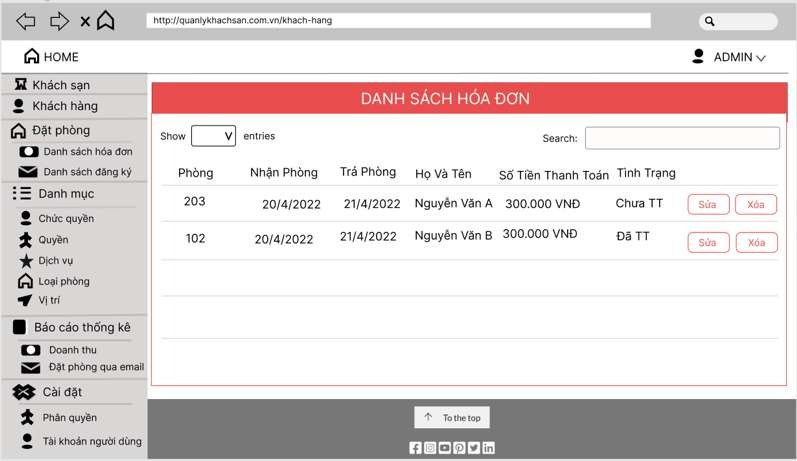 http://quanlykhachsan.com.vn/khach-hang
HOME
ADMIN
Khách sạn
Khách hàng
Đặt phòng
Danh sách hóa đơn
Danh sách đăng ký
Danh mục
Chức quyền
Quyền
Dịch vụ
Loại phòng
Vị trí
Báo cáo thống kê
Doanh thu
Đặt phòng qua email
Cài đặt
Phân quyền
Tài khoản người dùng
DANH SÁCH HÓA ĐƠN
Show V entries
Search:
Phòng Nhận Phòng Trả Phòng Họ Và Tên Số Tiền Thanh Toán Tình Trạng
203 20/4/2022 21/4/2022 Nguyễn Văn A 300.000 VNĐ Chưa TT Sửa Xóa
102 20/4/2022 21/4/2022 Nguyễn Văn B 300.000 VNĐ Đã TT Sửa Xóa
To the top